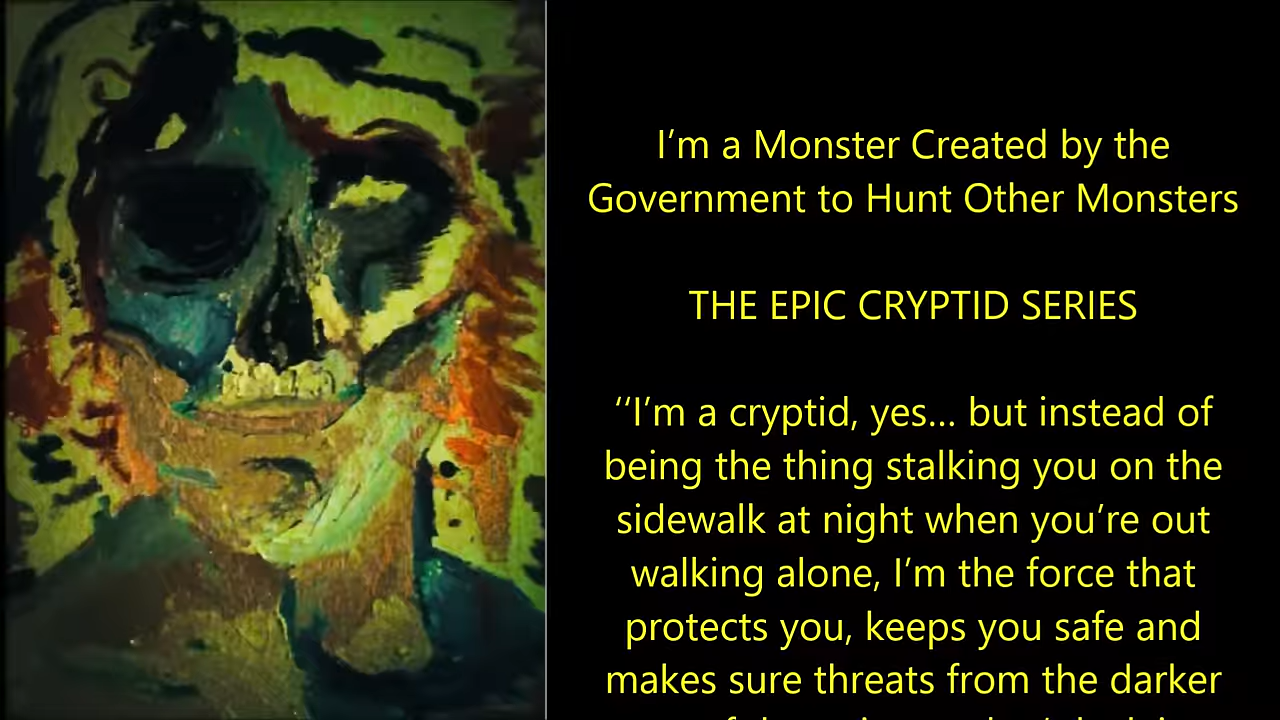 I’m a Monster Created by the
Government to Hunt Other Monsters
THE EPIC CRYPTID SERIES
‘‘I’m a cryptid, yes… but instead of
being the thing stalking you on the
sidewalk at night when you’re out
walking alone, I’m the force that
protects you, keeps you safe and
makes sure threats from the darker